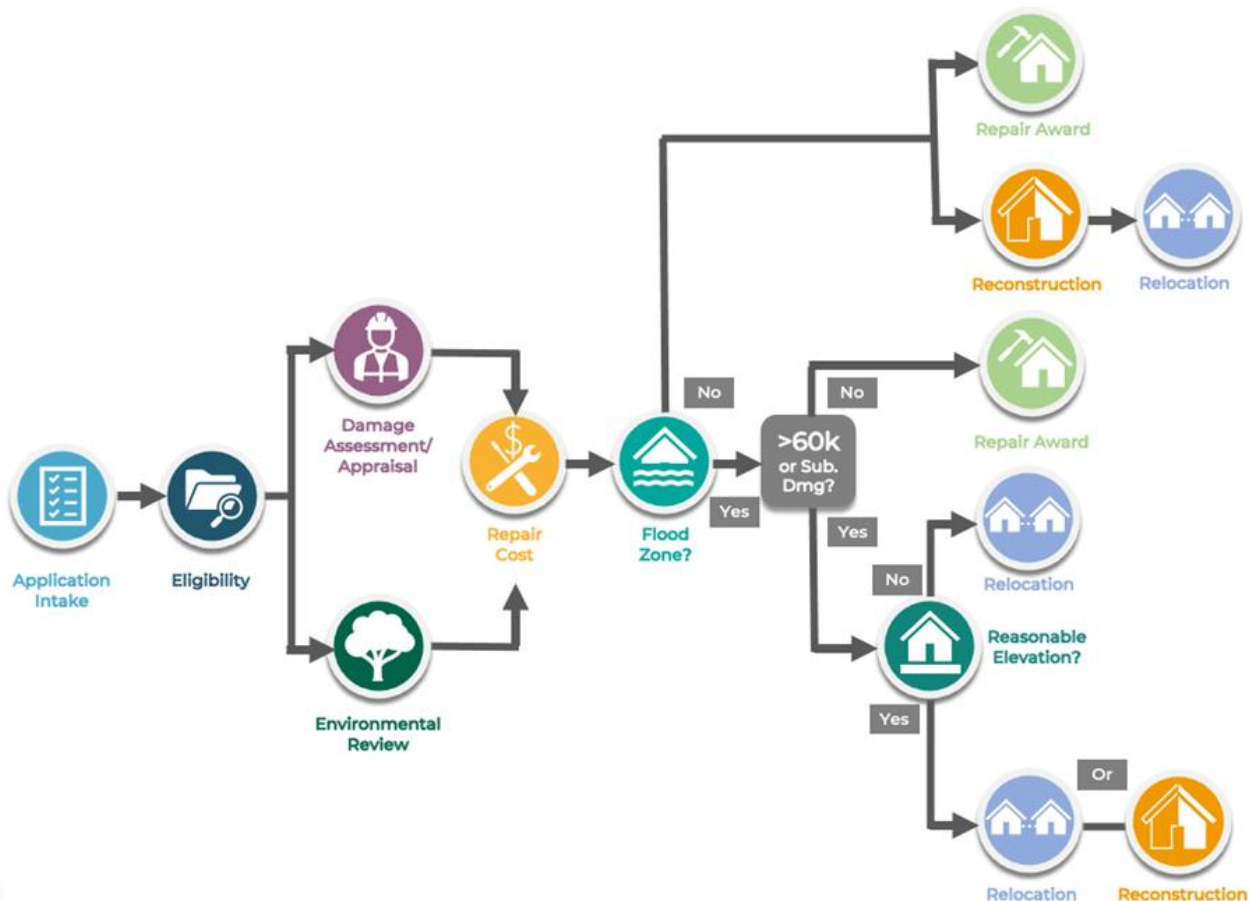 Application
Intake
Eligibility
Damage
Assessment/
Appraisal
Environmental
Review
$
Repair
Cost
Flood
Zone?
No
Yes
Repair Award
Reconstruction
Relocation
>60k
or Sub.
Dmg?
No
Yes
Repair Award
Reasonable
Elevation?
No
Relocation
Yes
Relocation
Or
Reconstruction